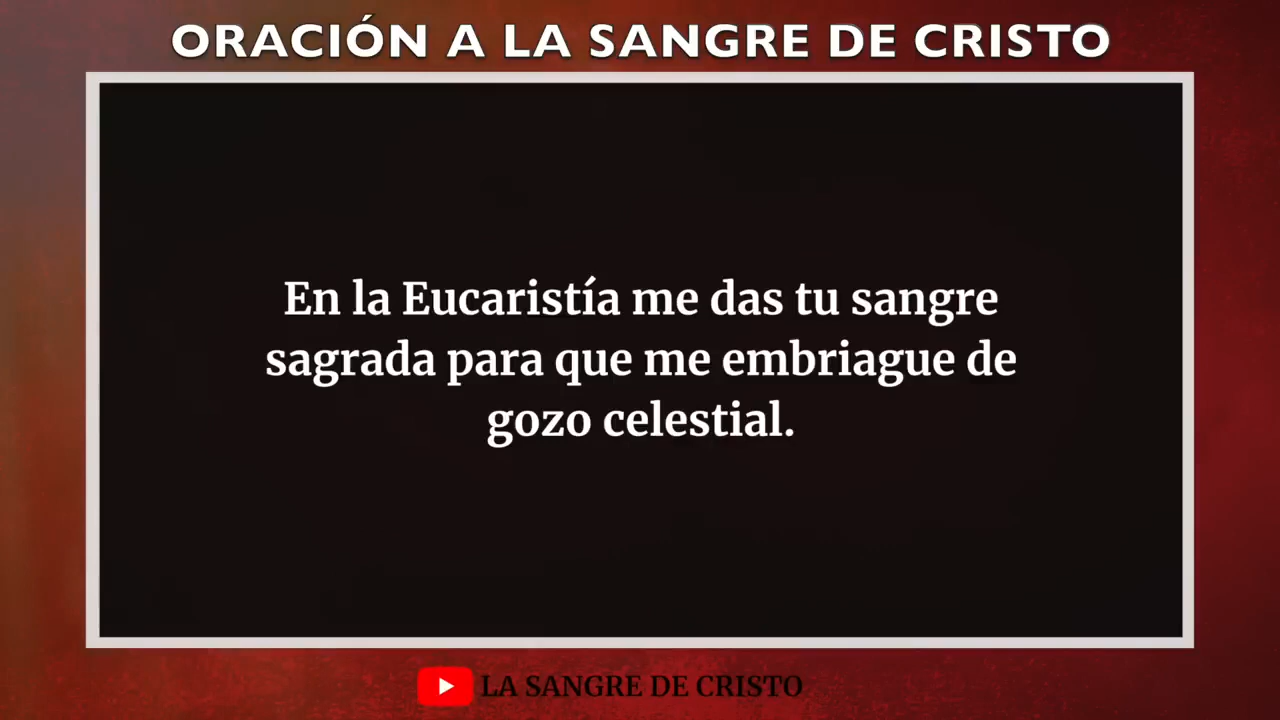 ORACIÓN A LA SANGRE DE CRISTO
En la Eucaristía me das tu sangre
sagrada para que me embriague de
gozo celestial.
LA SANGRE DE CRISTO